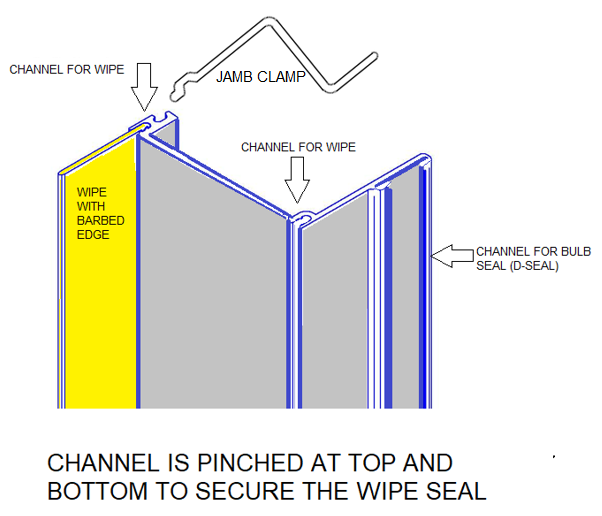 CHANNEL FOR WIPE
JAMB CLAMP
CHANNEL FOR WIPE
WIPE
WITH
BARBED
EDGE
CHANNEL FOR BULB
SEAL (D-SEAL)
CHANNEL IS PINCHED AT TOP AND
BOTTOM TO SECURE THE WIPE SEAL